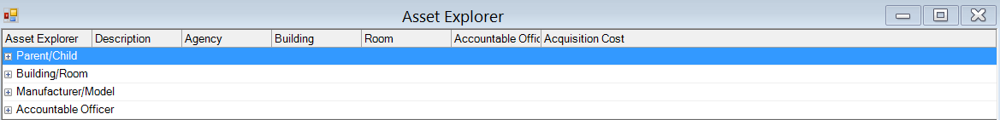 Asset Explorer
Asset Explorer Description Agency Building Room Accountable Offic Acquisition Cost
Parent/Child
Building/Room
Manufacturer/Model
Accountable Officer